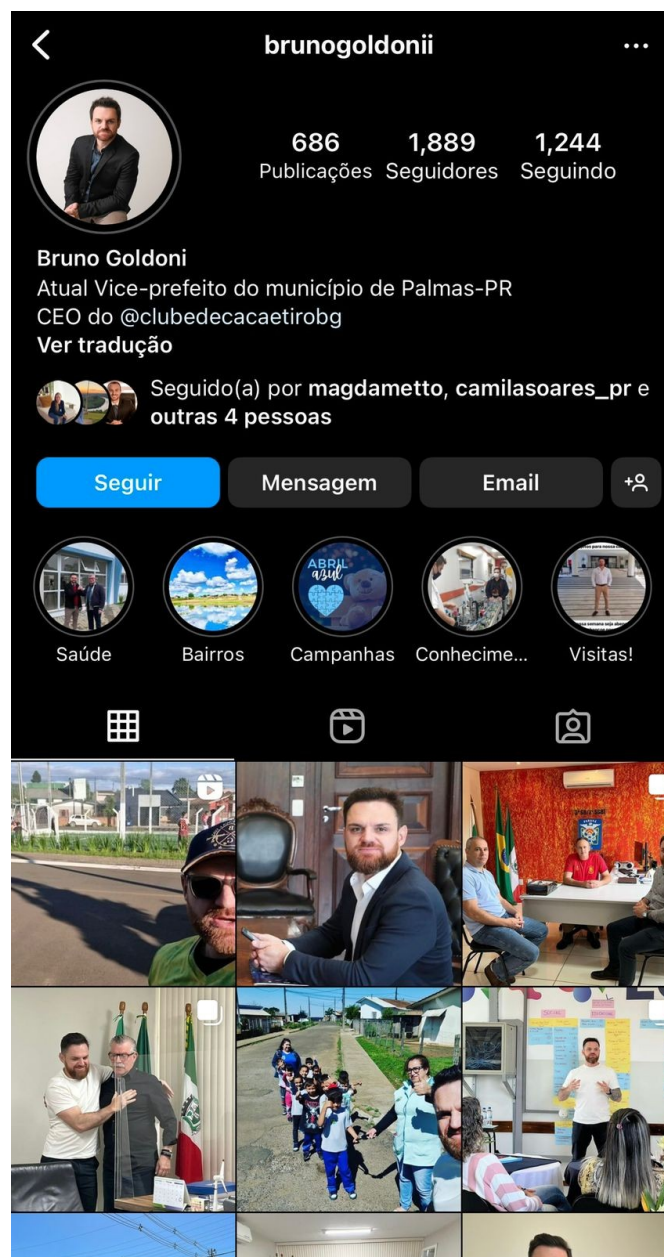 brunogoldonii
686 1,889 1,244
Publicações Seguidores Seguindo
Bruno Goldoni
Atual Vice-prefeito do município de Palmas-PR
CEO do @clubedecacaetirobg
Ver tradução
Seguido(a) por magdametto, camilasoares_pr e
outras 4 pessoas
Seguir Mensagem Email
ABRIL
azul
Saúde Bairros Campanhas Conhecime... Visitas!